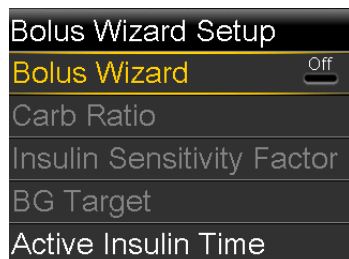 Bolus Wizard Setup
Bolus Wizard Off
Carb Ratio
Insulin Sensitivity Factor
BG Target
Active Insulin Time